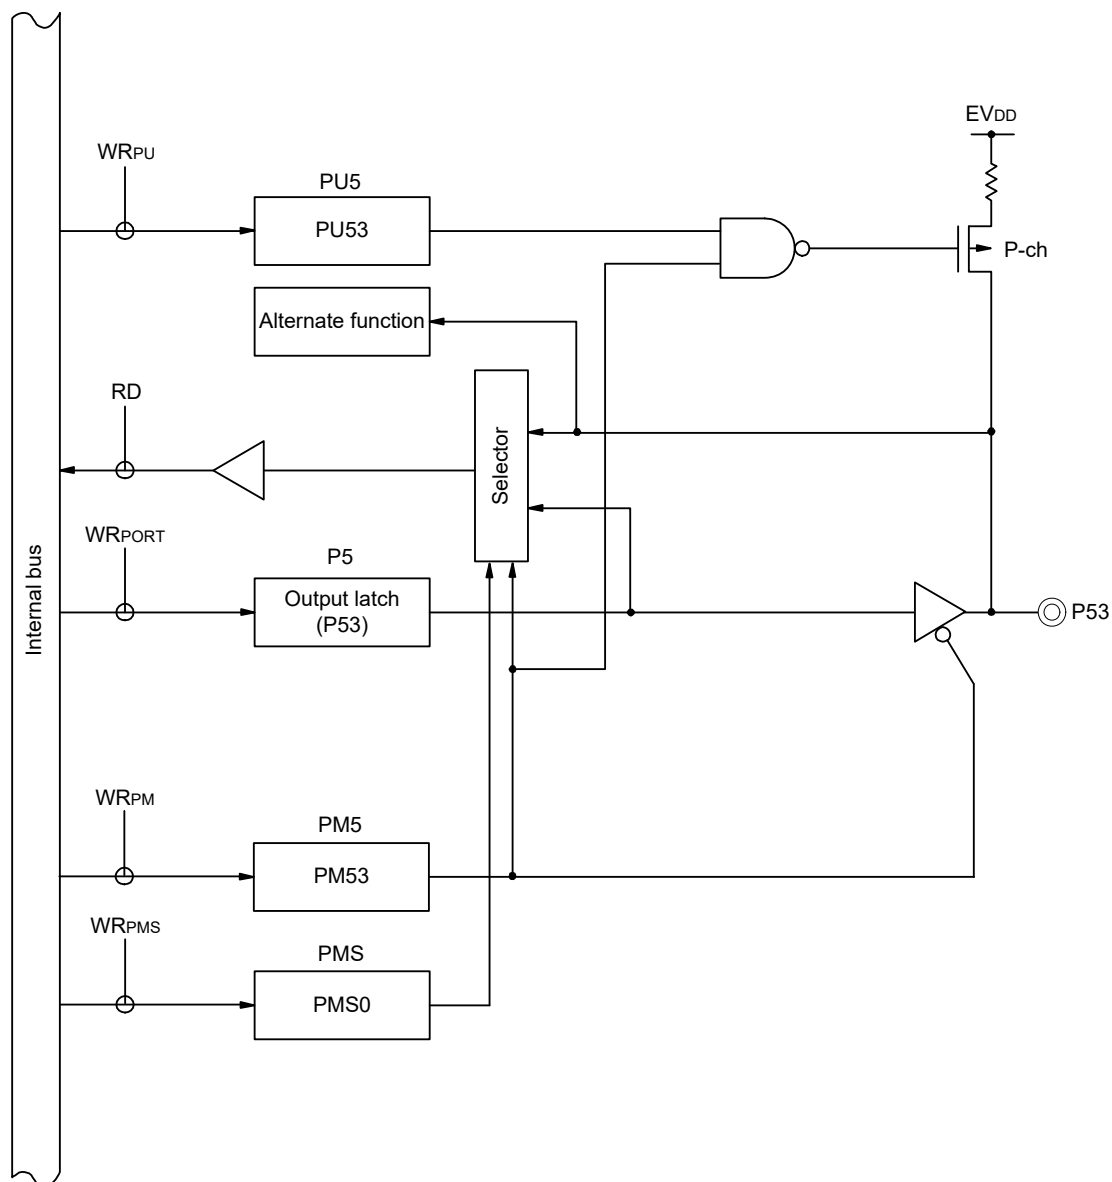 EVDD
WRPU
PU5
PU53
P-ch
Alternate function
RD
Selector
WRPORT
P5
Output latch
(P53)
P53
Internal bus
WRPM
PM5
PM53
WRPMS
PMS
PMS0